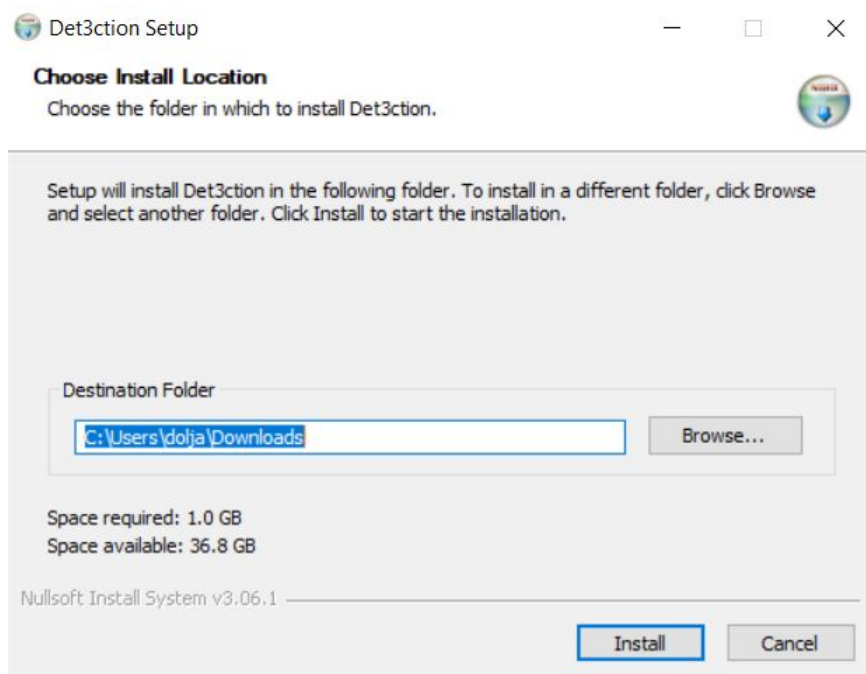 Det3ction Setup
Choose Install Location
Choose the folder in which to install Det3ction.
Setup will install Det3ction in the following folder. To install in a different folder, click Browse
and select another folder. Click Install to start the installation.
Destination Folder
C:\Users\dolja\Downloads
Browse...
Space required: 1.0 GB
Space available: 36.8 GB
Nullsoft Install System v3.06.1
Install Cancel